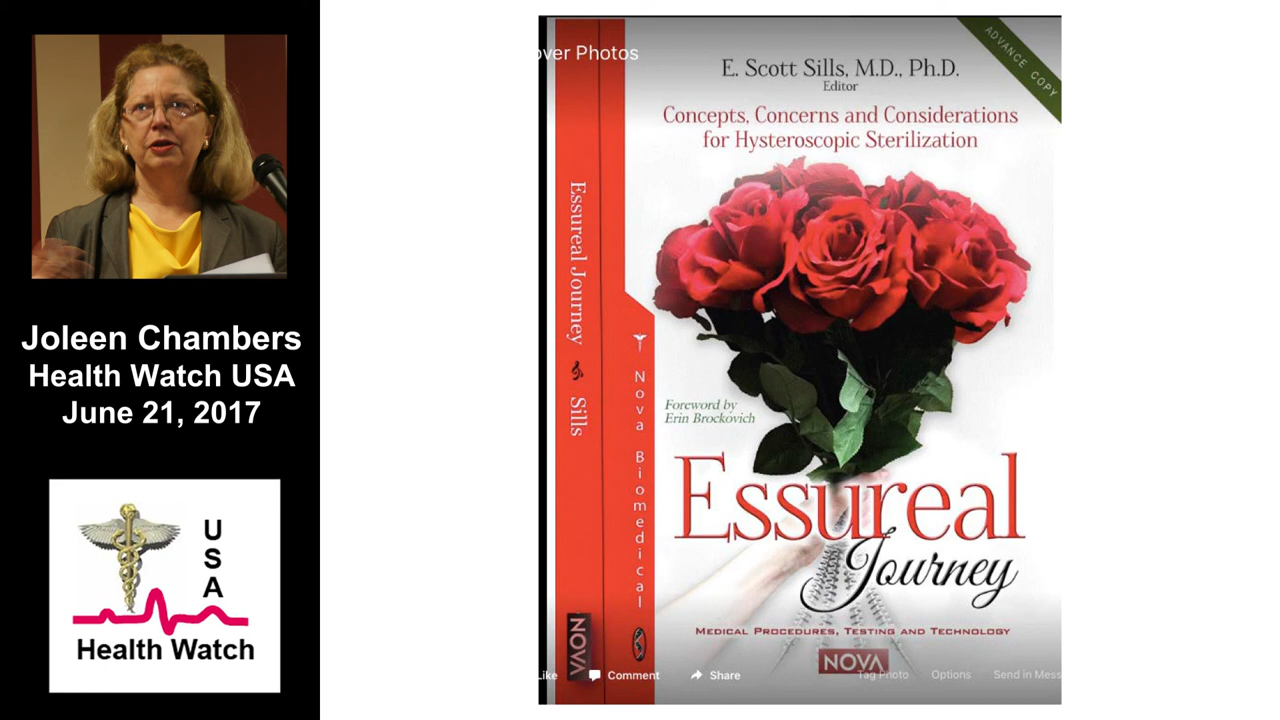 Joleen Chambers
Health Watch USA
June 21, 2017
U
S
A
Health Watch
over Photos
ADVANCE COPY
E. Scott Sills, M.D., Ph.D.
Editor
Concepts, Concerns and Considerations
for Hysteroscopic Sterilization
Essureal Journey Sills
Nova Biomedical
NOVA
Foreword by
Erin Brockovich
Essureal
Journey
MEDICAL PROCEDURES, TESTING AND TECHNOLOGY
NOVA
Like Comment Share Tag Photo Options Send in Mess